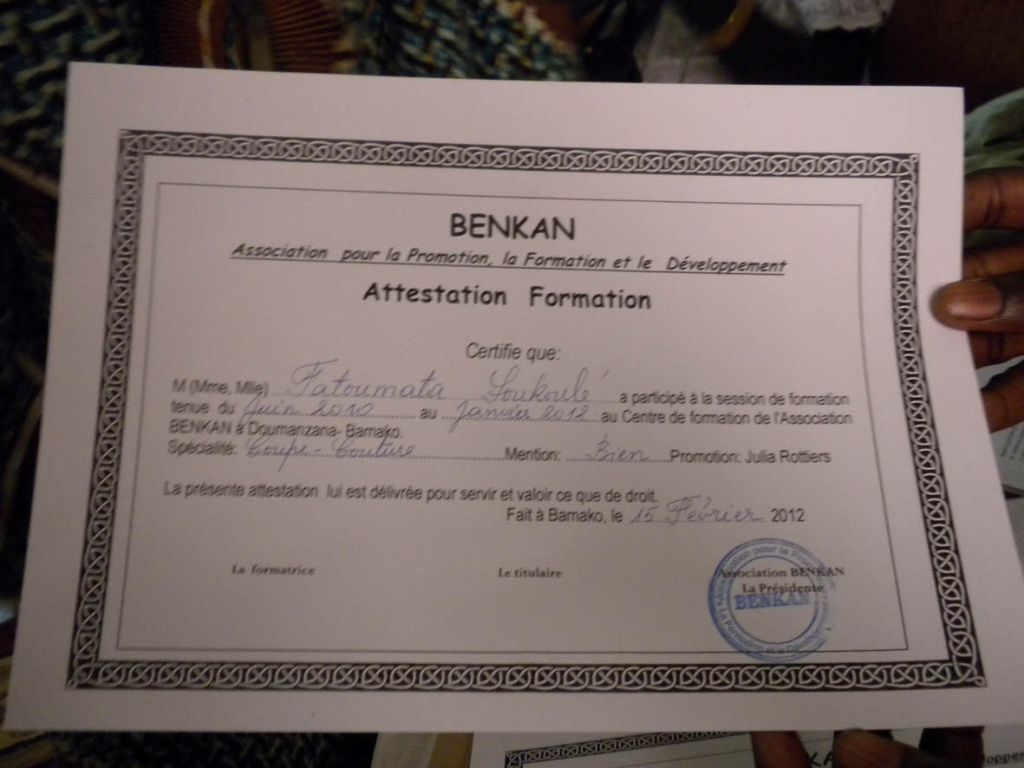 BENKAN
Association pour la Promotion, la Formation et le Développement
Attestation Formation
Certifie que:
M (Mme, Mlle) Fatoumata Soukoulé a participé à la session de formation
tenue du Juin 2010 au Janvier 2012 au Centre de formation de l'Association
BENKAN à Doumanzana- Bamako.
Spécialité: Coupe - Couture Mention: Bien Promotion: Julia Rottiers
La présente attestation lui est délivrée pour servir et valoir ce que de droit.
Fait à Bamako, le 15 Février 2012
La formatrice Le titulaire Association BENKAN
La Présidente
BENKAN